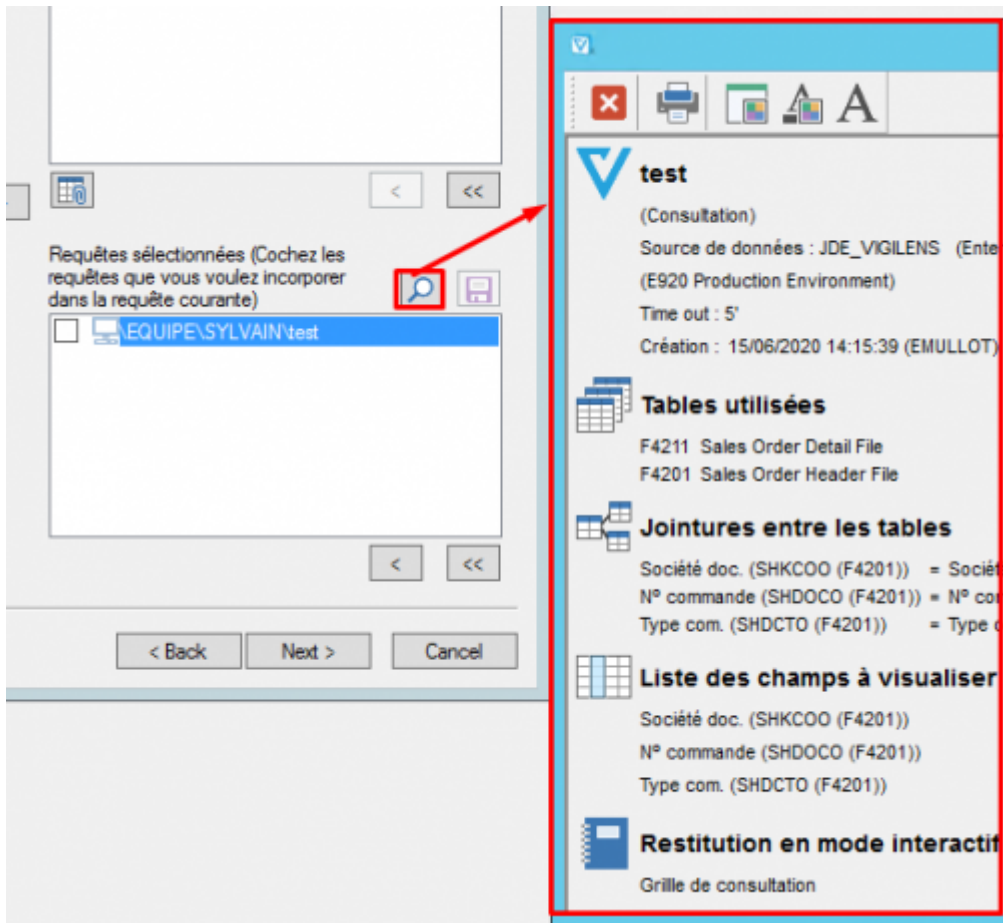 <
<<
Requêtes sélectionnées (Cochez les
requêtes que vous voulez incorporer
dans la requête courante)
\EQUIPE\SYLVAIN\test
<
<<
< Back
Next >
Cancel
A
test
(Consultation)
Source de données : JDE_VIGILENS (Ente
(E920 Production Environment)
Time out : 5'
Création : 15/06/2020 14:15:39 (EMULLOT)
Tables utilisées
F4211 Sales Order Detail File
F4201 Sales Order Header File
Jointures entre les tables
Société doc. (SHKCOO (F4201)) = Sociét
Nº commande (SHDOCO (F4201)) = Nº co
Type com. (SHDCTO (F4201)) = Type
Liste des champs à visualiser
Société doc. (SHKCOO (F4201))
Nº commande (SHDOCO (F4201))
Type com. (SHDCTO (F4201))
Restitution en mode interactif
Grille de consultation